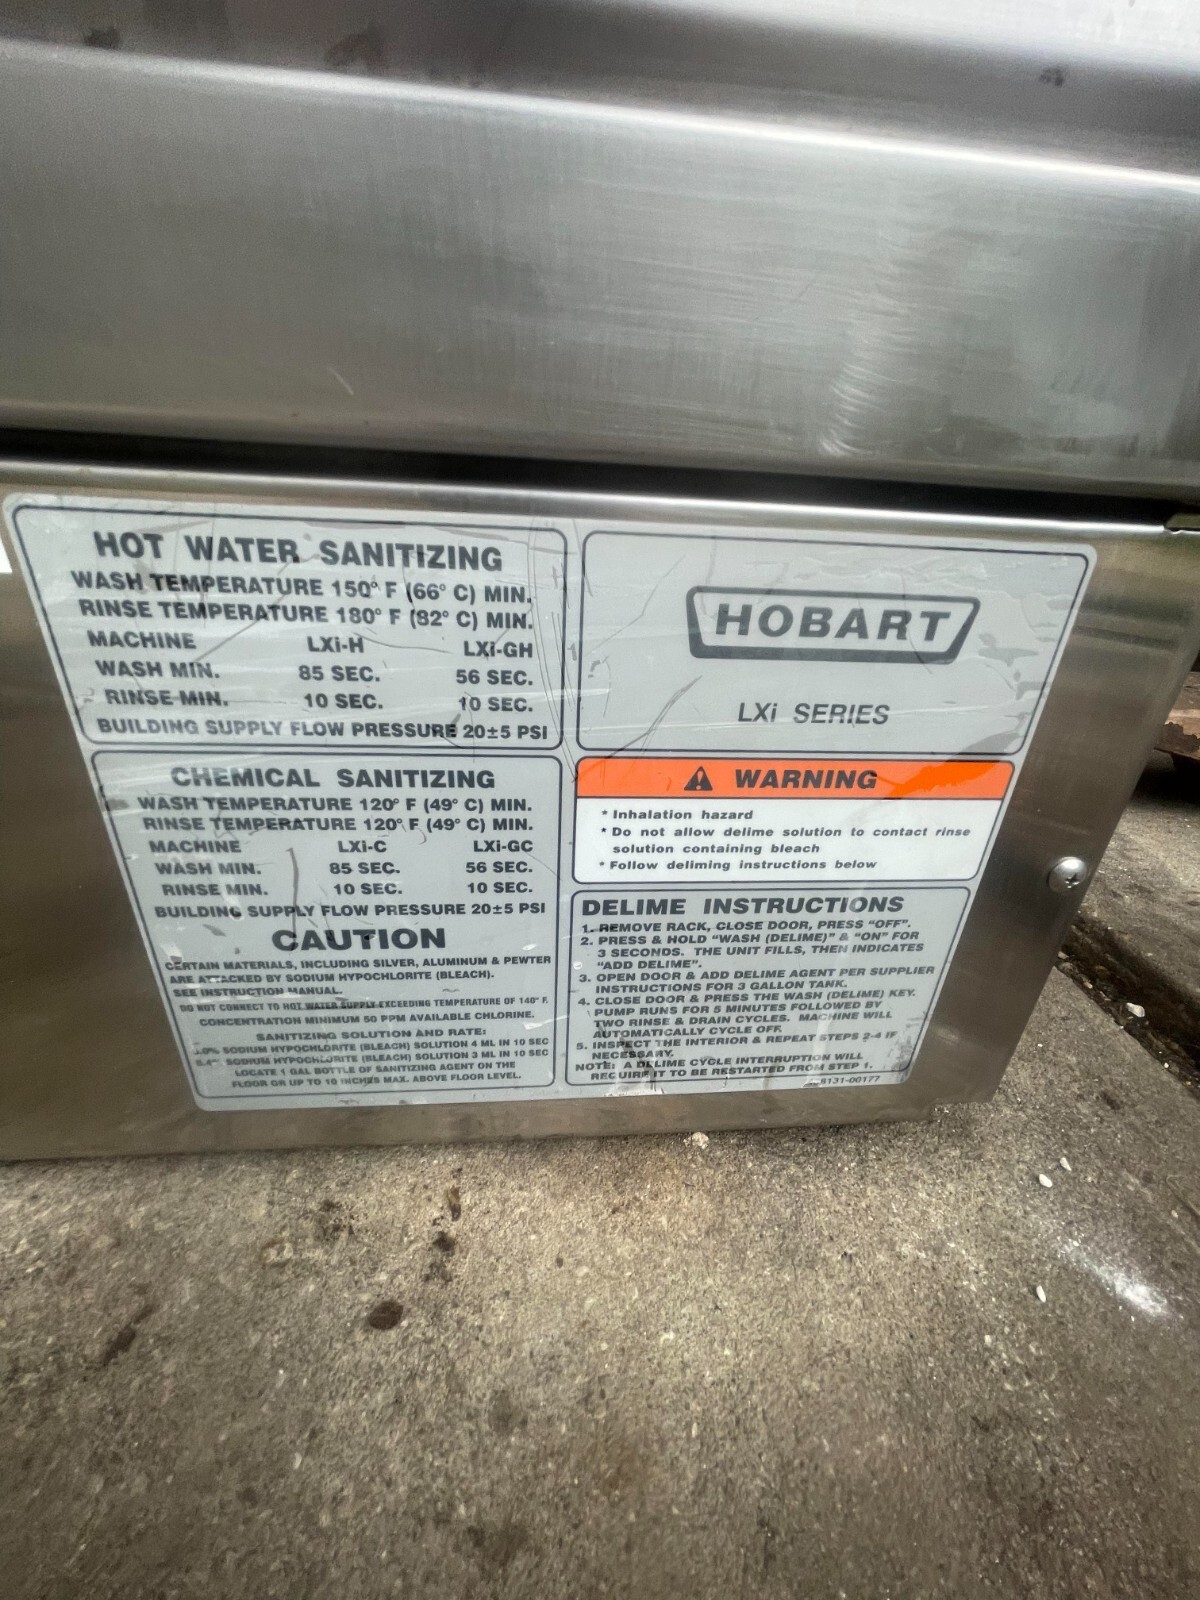 HOT WATER SANITIZING
WASH TEMPERATURE 150° F (66° C) MIN.
RINSE TEMPERATURE 180° F (82° C) MIN.
MACHINE LXi-H LXi-GH
WASH MIN. 85 SEC. 56 SEC.
RINSE MIN. 10 SEC. 10 SEC.
BUILDING SUPPLY FLOW PRESSURE 20±5 PSI
CHEMICAL SANITIZING
WASH TEMPERATURE 120° F (49° C) MIN.
RINSE TEMPERATURE 120° F (49° C) MIN.
MACHINE LXi-C LXi-GC
WASH MIN. 85 SEC. 56 SEC.
RINSE MIN. 10 SEC. 10 SEC.
BUILDING SUPPLY FLOW PRESSURE 20±5 PSI
CAUTION
CERTAIN MATERIALS, INCLUDING SILVER, ALUMINUM & PEWTER
ARE ATTACKED BY SODIUM HYPOCHLORITE (BLEACH).
SEE INSTRUCTION MANUAL.
DO NOT CONNECT TO HOT WATER SUPPLY EXCEEDING TEMPERATURE OF 140° F.
CONCENTRATION MINIMUM 50 PPM AVAILABLE CHLORINE.
SANITIZING SOLUTION AND RATE:
SODIUM HYPOCHLORITE (BLEACH) SOLUTION 4 ML IN 10 SEC
SODIUM HYPOCHLORITE (BLEACH) SOLUTION 3 ML IN 10 SEC
LOCATE 1 GAL BOTTLE OF SANITIZING AGENT ON THE
FLOOR OR UP TO 10 INCHES MAX. ABOVE FLOOR LEVEL.
HOBART
LXi SERIES
WARNING
* Inhalation hazard
* Do not allow delime solution to contact rinse
solution containing bleach
* Follow deliming instructions below
DELIME INSTRUCTIONS
1. REMOVE RACK, CLOSE DOOR, PRESS “OFF”.
2. PRESS & HOLD “WASH (DELIME)” & “ON” FOR
3 SECONDS. THE UNIT FILLS, THEN INDICATES
“ADD DELIME”.
3. OPEN DOOR & ADD DELIME AGENT PER SUPPLIER
INSTRUCTIONS FOR 3 GALLON TANK.
4. CLOSE DOOR & PRESS THE WASH (DELIME) KEY.
PUMP RUNS FOR 5 MINUTES FOLLOWED BY
TWO RINSE & DRAIN CYCLES. MACHINE WILL
AUTOMATICALLY CYCLE OFF.
5. INSPECT THE INTERIOR & REPEAT STEPS 2-4 IF
NECESSARY.
NOTE: A DELIME CYCLE INTERRUPTION WILL
REQUIRE IT TO BE RESTARTED FROM STEP 1.
6131-00177